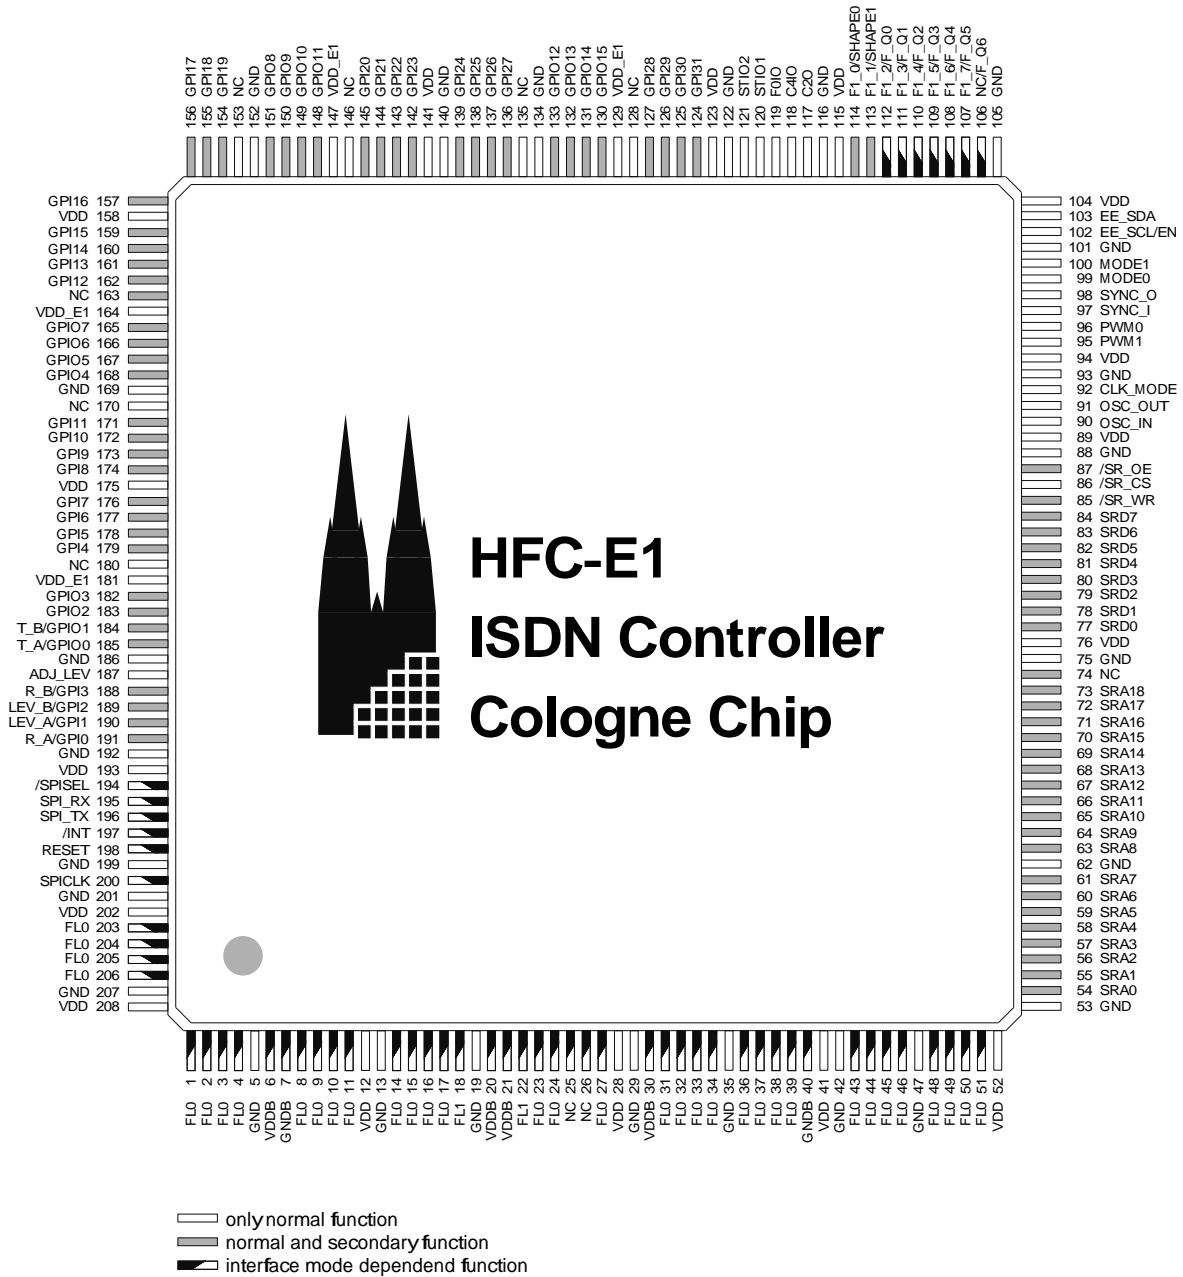 156 GPI17
155 GPI18
154 GPI19
153 NC
152 GND
151 GPIO8
150 GPIO9
149 GPIO10
148 GPIO11
147 VDD_E1
146 NC
145 GPI20
144 GPI21
143 GPI22
142 GPI23
141 VDD
140 GND
139 GPI24
138 GPI25
137 GPI26
136 GPI27
135 NC
134 GND
133 GPIO12
132 GPIO13
131 GPIO14
130 GPIO15
129 VDD_E1
128 NC
127 GPI28
126 GPI29
125 GPI30
124 GPI31
123 VDD
122 GND
121 STIO2
120 STIO1
119 F0IO
118 C4IO
117 C2O
116 GND
115 VDD
114 F1_0/SHAPE0
113 F1_1/SHAPE1
112 F1_2/F_Q0
111 F1_3/F_Q1
110 F1_4/F_Q2
109 F1_5/F_Q3
108 F1_6/F_Q4
107 F1_7/F_Q5
106 NC/F_Q6
105 GND
GPI16 157
VDD 158
GPI15 159
GPI14 160
GPI13 161
GPI12 162
NC 163
VDD_E1 164
GPIO7 165
GPIO6 166
GPIO5 167
GPIO4 168
GND 169
NC 170
GPI11 171
GPI10 172
GPI9 173
GPI8 174
VDD 175
GPI7 176
GPI6 177
GPI5 178
GPI4 179
NC 180
VDD_E1 181
GPIO3 182
GPIO2 183
T_B/GPIO1 184
T_A/GPIO0 185
GND 186
ADJ_LEV 187
R_B/GPI3 188
LEV_B/GPI2 189
LEV_A/GPI1 190
R_A/GPI0 191
GND 192
VDD 193
/SPISEL 194
SPI_RX 195
SPI_TX 196
/INT 197
RESET 198
GND 199
SPICLK 200
GND 201
VDD 202
FL0 203
FL0 204
FL0 205
FL0 206
GND 207
VDD 208
HFC-E1
ISDN Controller
Cologne Chip
104 VDD
103 EE_SDA
102 EE_SCL/EN
101 GND
100 MODE1
99 MODE0
98 SYNC_O
97 SYNC_I
96 PWM0
95 PWM1
94 VDD
93 GND
92 CLK_MODE
91 OSC_OUT
90 OSC_IN
89 VDD
88 GND
87 /SR_OE
86 /SR_CS
85 /SR_WR
84 SRD7
83 SRD6
82 SRD5
81 SRD4
80 SRD3
79 SRD2
78 SRD1
77 SRD0
76 VDD
75 GND
74 NC
73 SRA18
72 SRA17
71 SRA16
70 SRA15
69 SRA14
68 SRA13
67 SRA12
66 SRA11
65 SRA10
64 SRA9
63 SRA8
62 GND
61 SRA7
60 SRA6
59 SRA5
58 SRA4
57 SRA3
56 SRA2
55 SRA1
54 SRA0
53 GND
FL0 1
FL0 2
FL0 3
FL0 4
GND 5
VDDB 6
GNDB 7
FL0 8
FL0 9
FL0 10
FL0 11
VDD 12
GND 13
FL0 14
FL0 15
FL0 16
FL0 17
FL1 18
GND 19
VDDB 20
VDDB 21
FL1 22
FL0 23
FL0 24
NC 25
NC 26
FL0 27
VDD 28
GND 29
VDDB 30
FL0 31
FL0 32
FL0 33
FL0 34
GND 35
FL0 36
FL0 37
FL0 38
FL0 39
GNDB 40
VDD 41
GND 42
FL0 43
FL0 44
FL0 45
FL0 46
GND 47
FL0 48
FL0 49
FL0 50
FL0 51
VDD 52
only normal function
normal and secondary function
interface mode dependend function